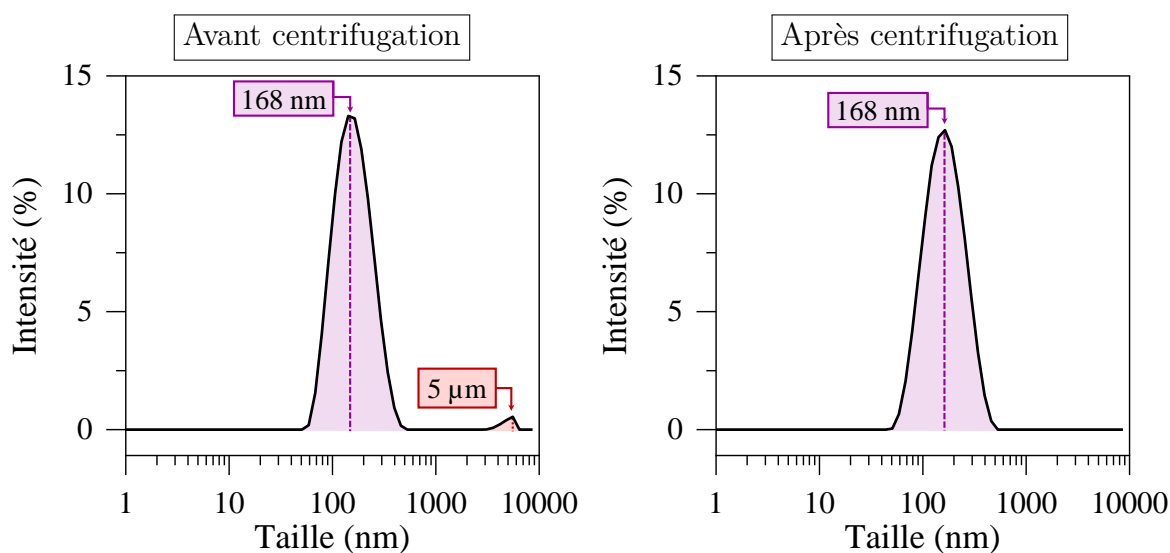 Avant centrifugation
15
10
5
0
Intensité (%)
168 nm
5 µm
1
10
100
1000
10000
Taille (nm)
Après centrifugation
15
10
5
0
Intensité (%)
168 nm
1
10
100
1000
10000
Taille (nm)